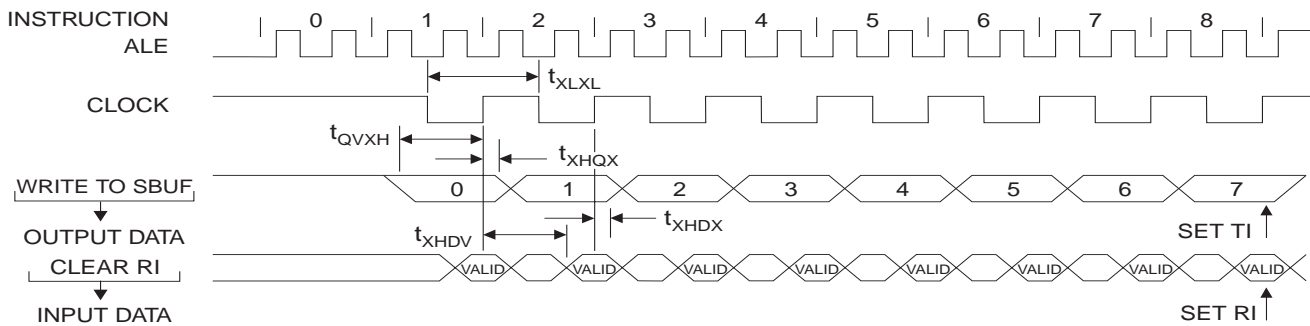 INSTRUCTION 0 1 2 3 4 5 6 7 8
ALE
tXLXL
CLOCK
tQVXH
tXHQX
WRITE TO SBUF
0 1 2 3 4 5 6 7
tXHDX
tXHDV
SET TI
OUTPUT DATA
CLEAR RI
VALID VALID VALID VALID VALID VALID VALID VALID
SET RI
INPUT DATA